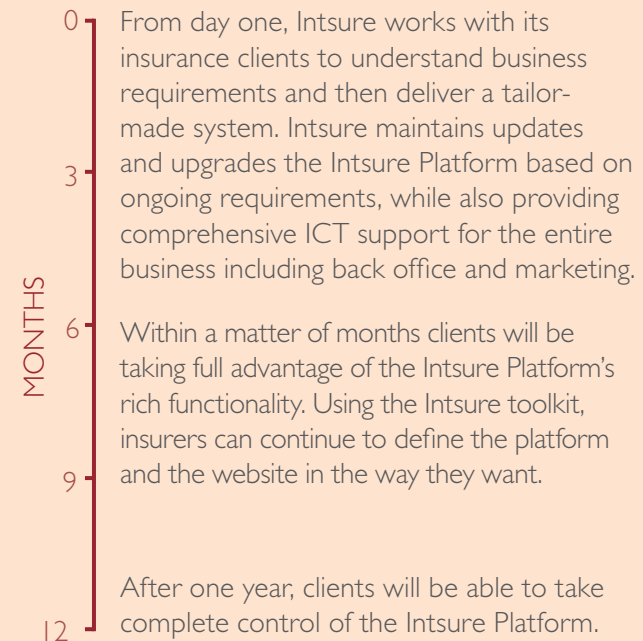 0
From day one, Intsure works with its
insurance clients to understand business
requirements and then deliver a tailor-
made system. Intsure maintains updates
and upgrades the Intsure Platform based on
3
ongoing requirements, while also providing
comprehensive ICT support for the entire
business including back office and marketing.
MONTHS
6
Within a matter of months clients will be
taking full advantage of the Intsure Platform’s
rich functionality. Using the Intsure toolkit,
insurers can continue to define the platform
and the website in the way they want.
9
After one year, clients will be able to take
complete control of the Intsure Platform.
12